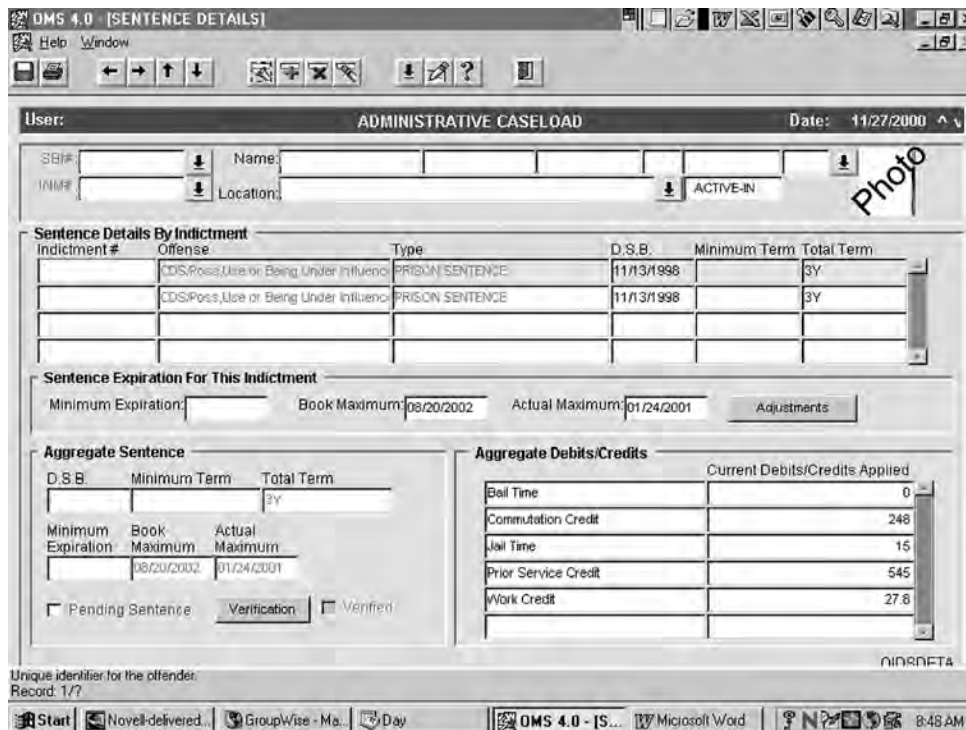 OMS 4.0 - [SENTENCE DETAILS]
Help Window
User: ADMINISTRATIVE CASELOAD Date: 11/27/2000
SBI# Name:
Photo
INM# Location: ACTIVE-IN
Sentence Details By Indictment
Indictment # Offense Type D.S.B. Minimum Term Total Term
CDS/Poss,Use or Being Under Influenc PRISON SENTENCE 11/13/1998 3Y
CDS/Poss,Use or Being Under Influenc PRISON SENTENCE 11/13/1998 3Y
Sentence Expiration For This Indictment
Minimum Expiration: Book Maximum: 08/20/2002 Actual Maximum: 01/24/2001 Adjustments
Aggregate Sentence
D.S.B. Minimum Term Total Term
3Y
Minimum Book Actual
Expiration Maximum Maximum
08/20/2002 01/24/2001
Pending Sentence Verification Verified
Aggregate Debits/Credits
Current Debits/Credits Applied
Bail Time 0
Commutation Credit 248
Jail Time 15
Prior Service Credit 545
Work Credit 27.8
OIDSDETA
Unique identifier for the offender.
Record: 1/?
Start Novell-delivered... GroupWise - Ma... Day OMS 4.0 - [S... Microsoft Word 8:48 AM